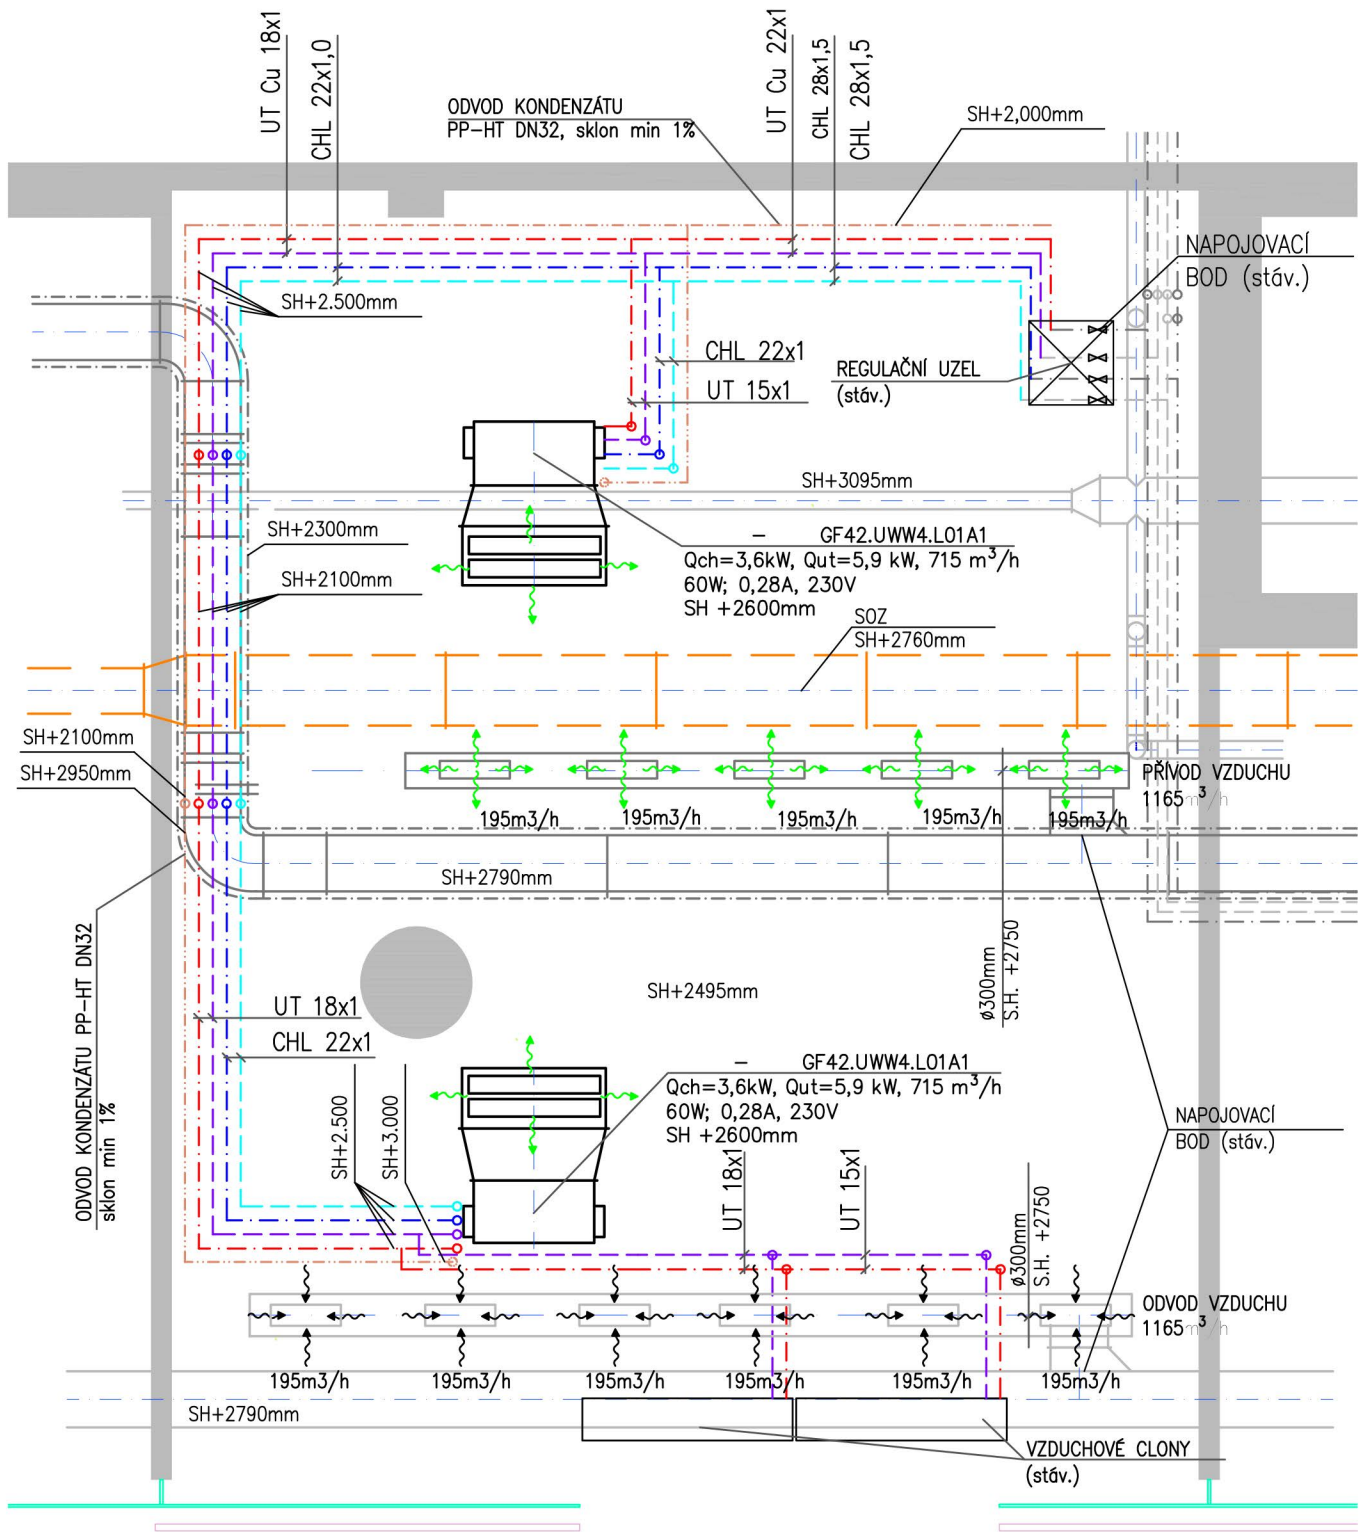 UT Cu 18x1
CHL 22x1,0
ODVOD KONDENZÁTU
PP-HT DN32, sklon min 1%
UT Cu 22x1
CHL 28x1,5
CHL 28x1,5
SH+2,000mm
NAPOJOVACÍ
BOD (stáv.)
SH+2.500mm
CHL 22x1
UT 15x1
REGULAČNÍ UZEL
(stáv.)
SH+3095mm
SH+2300mm
SH+2100mm
– GF42.UWW4.L01A1
Qch=3,6kW, Qut=5,9 kW, 715 m³/h
60W; 0,28A, 230V
SH +2600mm
SOZ
SH+2760mm
SH+2100mm
SH+2950mm
PŘÍVOD VZDUCHU
1165m³/h
195m3/h
195m3/h
195m3/h
195m3/h
195m3/h
SH+2790mm
ø300mm
S.H. +2750
ODVOD KONDENZÁTU PP-HT DN32
sklon min 1%
SH+2495mm
UT 18x1
CHL 22x1
SH+2.500
SH+3.000
– GF42.UWW4.L01A1
Qch=3,6kW, Qut=5,9 kW, 715 m³/h
60W; 0,28A, 230V
SH +2600mm
NAPOJOVACÍ
BOD (stáv.)
UT 18x1
UT 15x1
ø300mm
S.H. +2750
ODVOD VZDUCHU
1165m³/h
195m3/h
195m3/h
195m3/h
195m3/h
195m3/h
195m3/h
SH+2790mm
VZDUCHOVÉ CLONY
(stáv.)